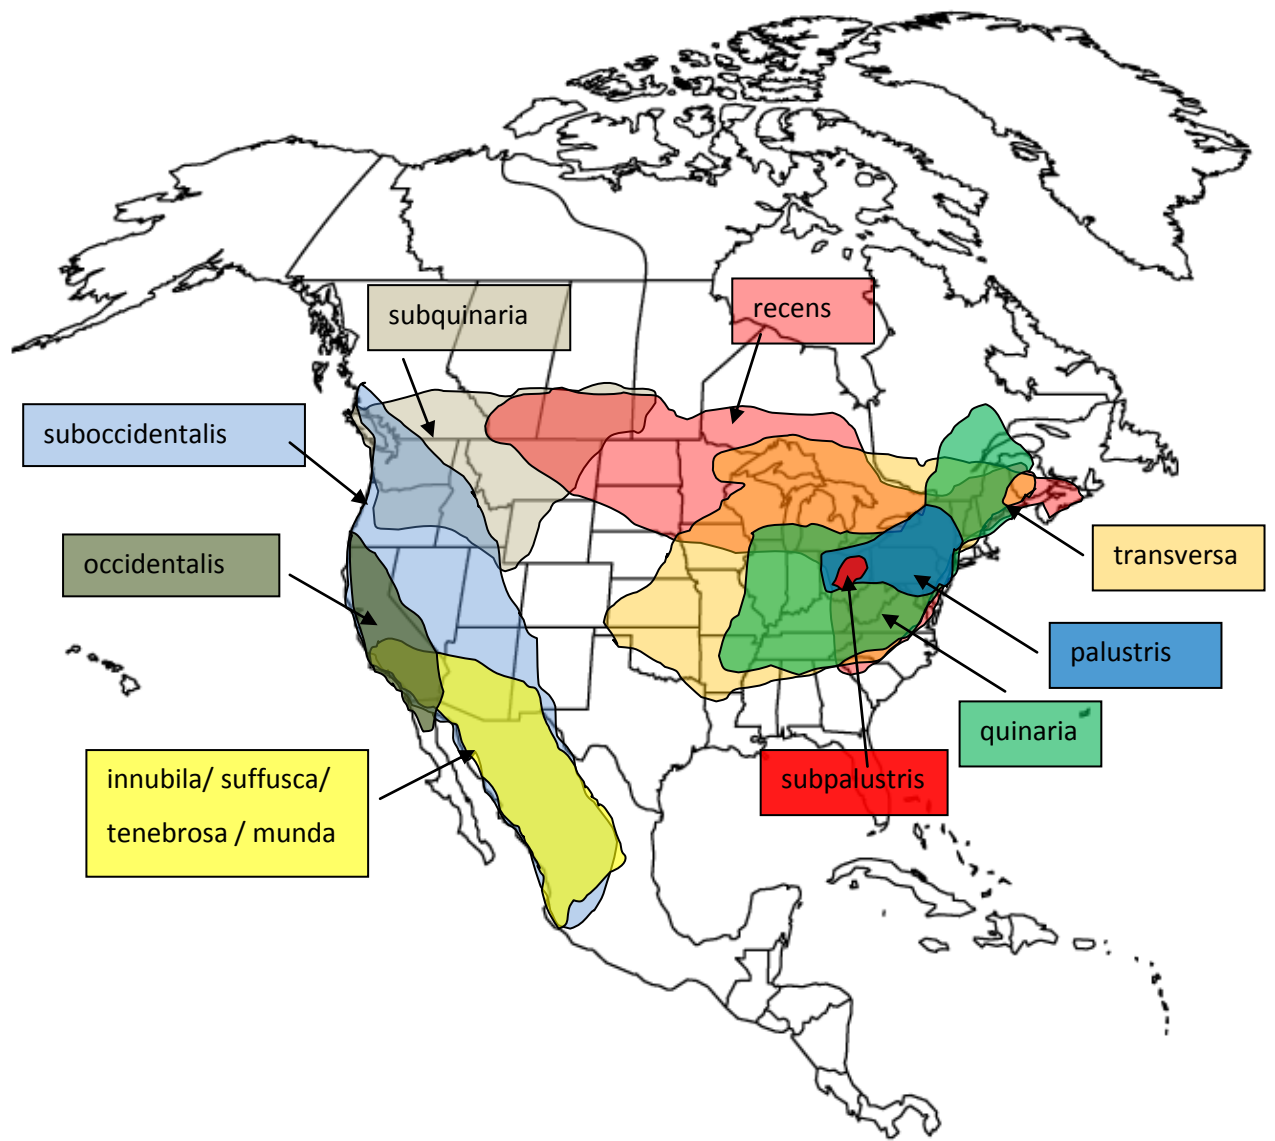 subquinaria
recens
suboccidentalis
occidentalis
transversa
palustris
quinaria
innubila/ suffusca/
tenebrosa / munda
subpalustris